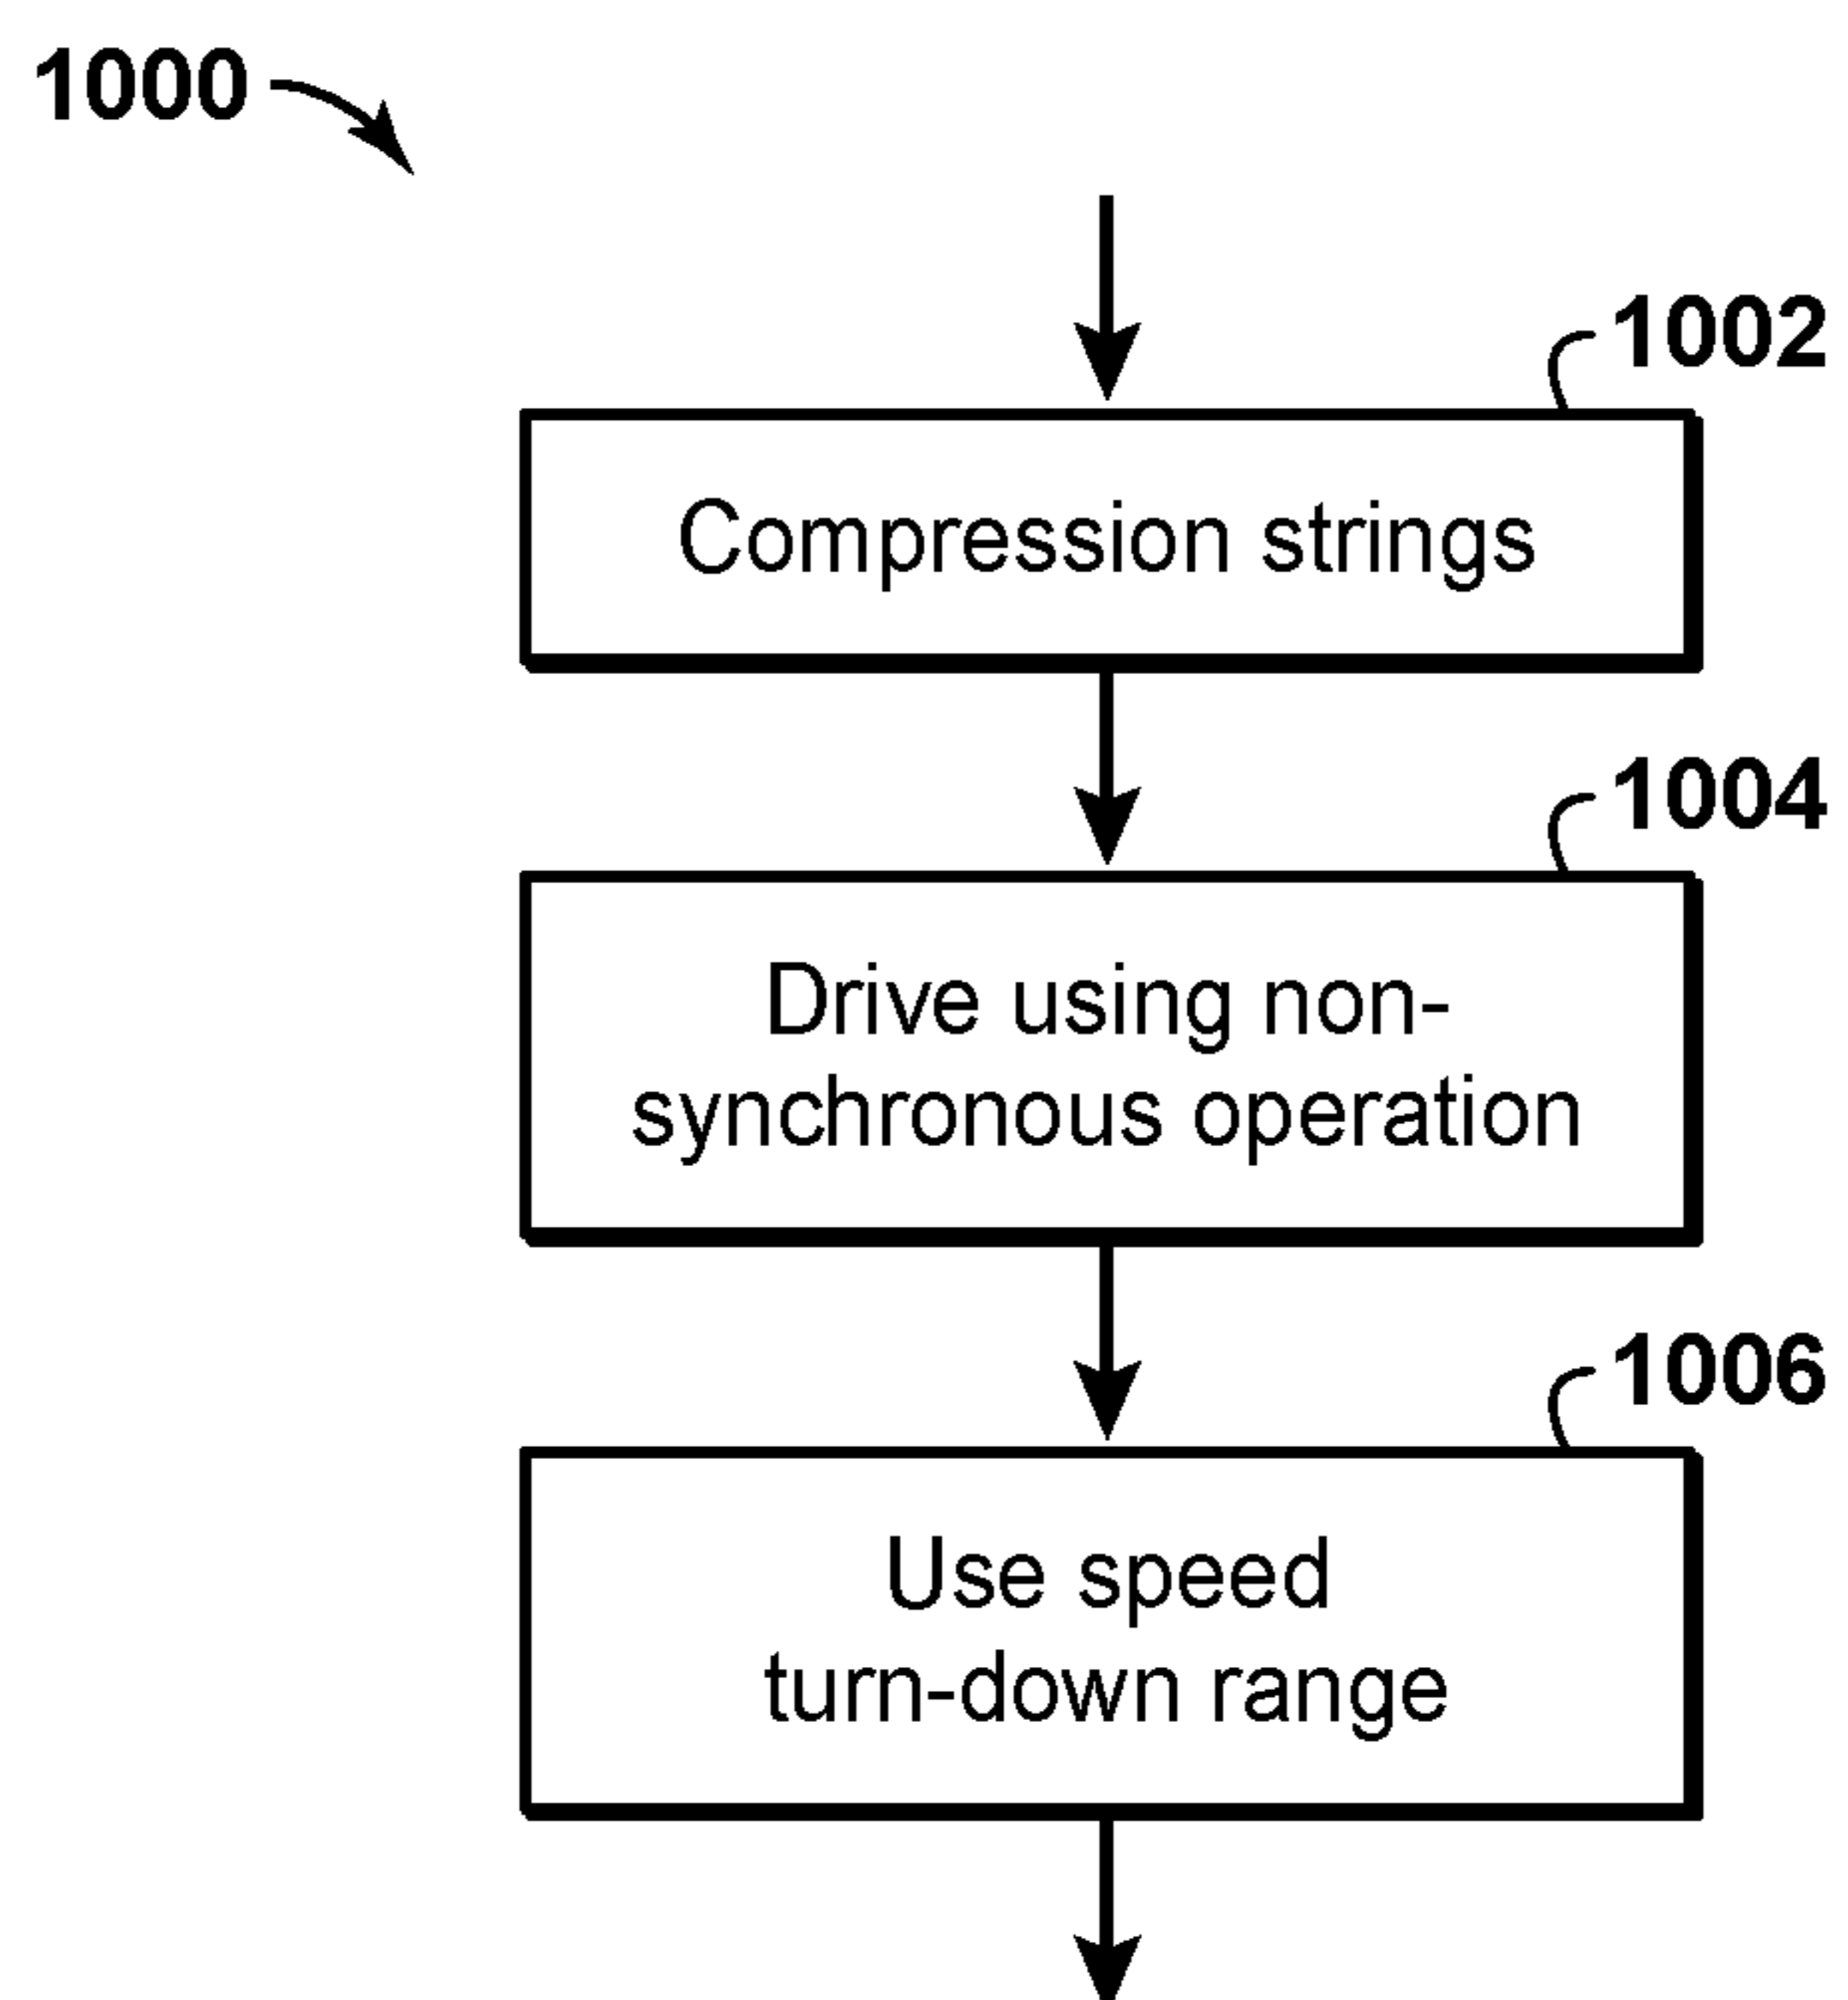 1000
1002
Compression strings
1004
Drive using non-
synchronous operation
1006
Use speed
turn-down range